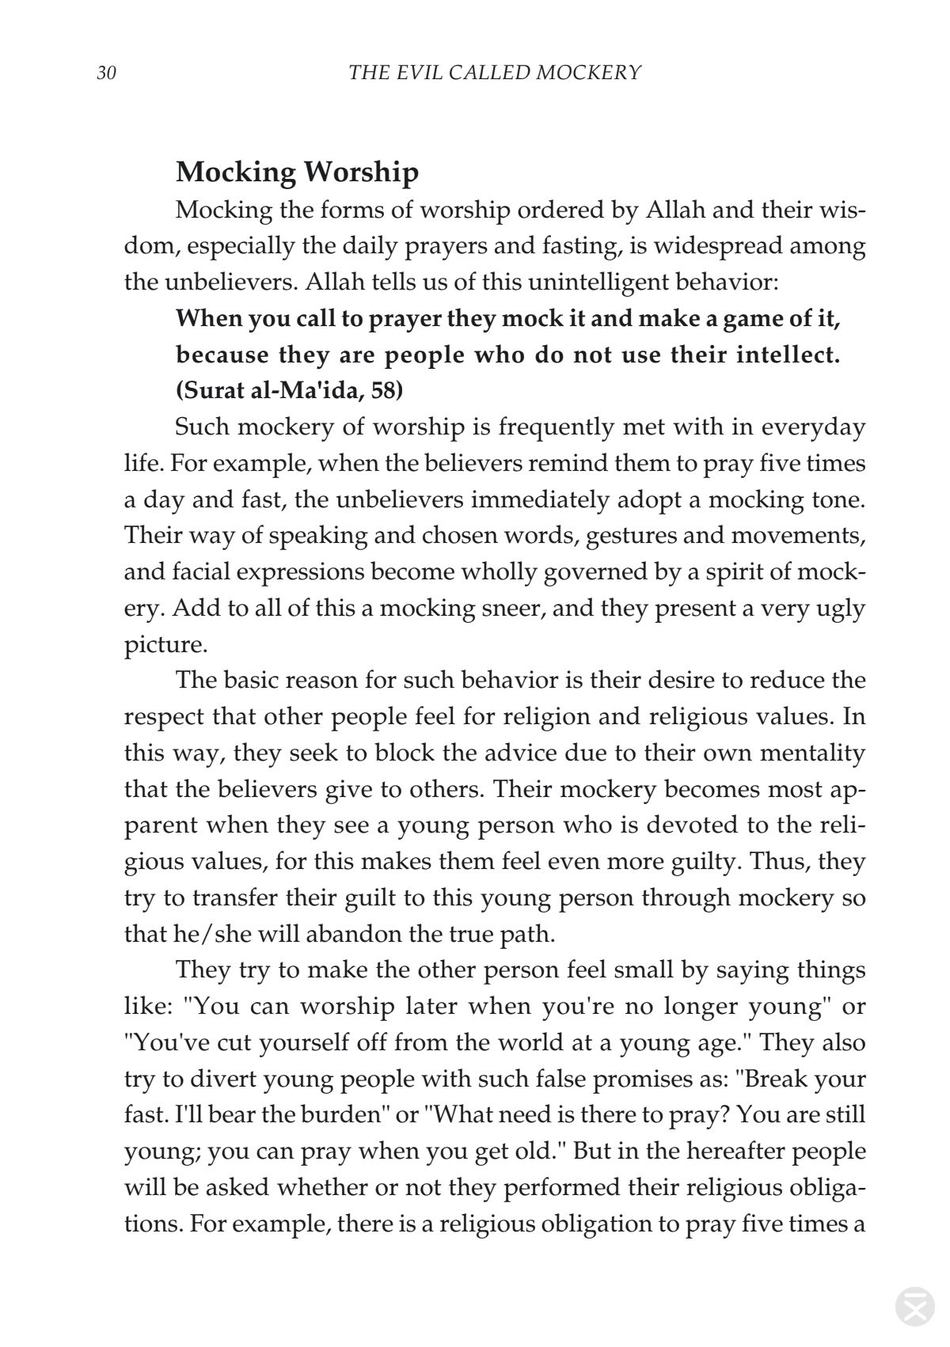 30
THE EVIL CALLED MOCKERY
Mocking Worship
Mocking the forms of worship ordered by Allah and their wis-
dom, especially the daily prayers and fasting, is widespread among
the unbelievers. Allah tells us of this unintelligent behavior:
When you call to prayer they mock it and make a game of it,
because they are people who do not use their intellect.
(Surat al-Ma'ida, 58)
Such mockery of worship is frequently met with in everyday
life. For example, when the believers remind them to pray five times
a day and fast, the unbelievers immediately adopt a mocking tone.
Their way of speaking and chosen words, gestures and movements,
and facial expressions become wholly governed by a spirit of mock-
ery. Add to all of this a mocking sneer, and they present a very ugly
picture.
The basic reason for such behavior is their desire to reduce the
respect that other people feel for religion and religious values. In
this way, they seek to block the advice due to their own mentality
that the believers give to others. Their mockery becomes most ap-
parent when they see a young person who is devoted to the reli-
gious values, for this makes them feel even more guilty. Thus, they
try to transfer their guilt to this young person through mockery so
that he/she will abandon the true path.
They try to make the other person feel small by saying things
like: "You can worship later when you're no longer young" or
"You've cut yourself off from the world at a young age." They also
try to divert young people with such false promises as: "Break your
fast. I'll bear the burden" or "What need is there to pray? You are still
young; you can pray when you get old." But in the hereafter people
will be asked whether or not they performed their religious obliga-
tions. For example, there is a religious obligation to pray five times a